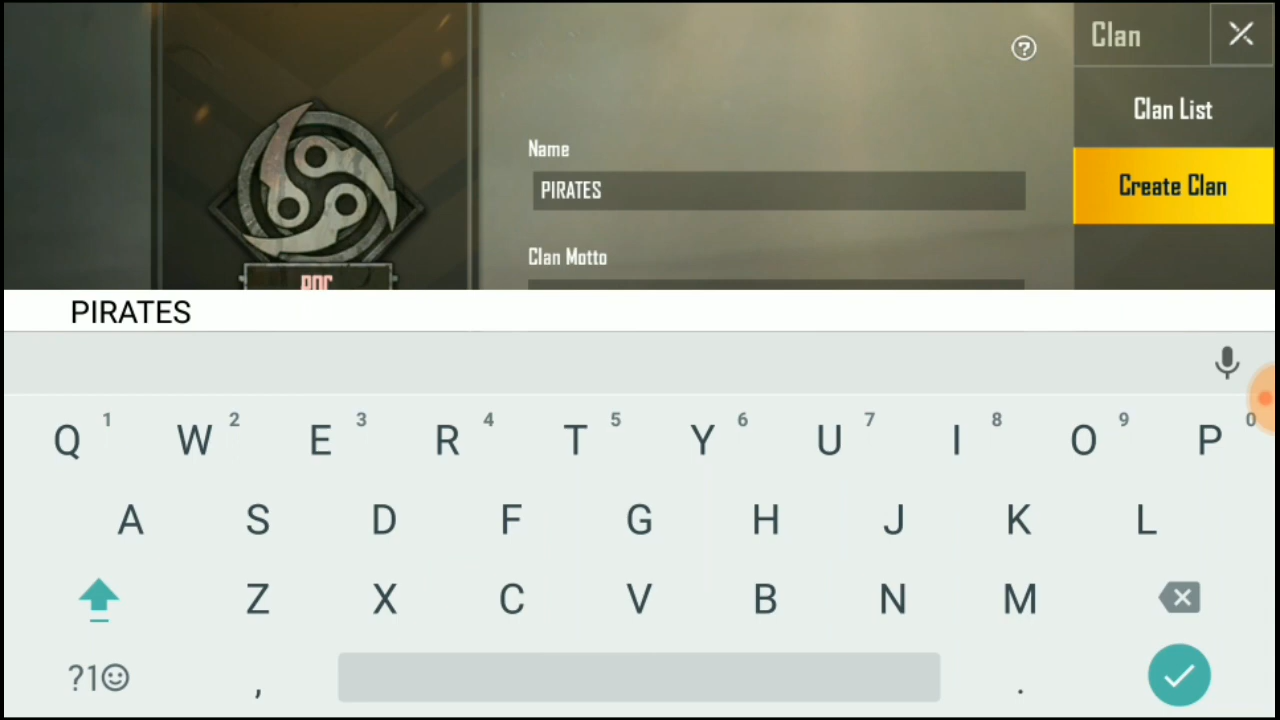 Clan
Clan List
Create Clan
Name
PIRATES
Clan Motto
PIRATES
Q 1 W 2 E 3 R 4 T 5 Y 6 U 7 I 8 O 9 P 0
A S D F G H J K L
Z X C V B N M
?1☺ , .